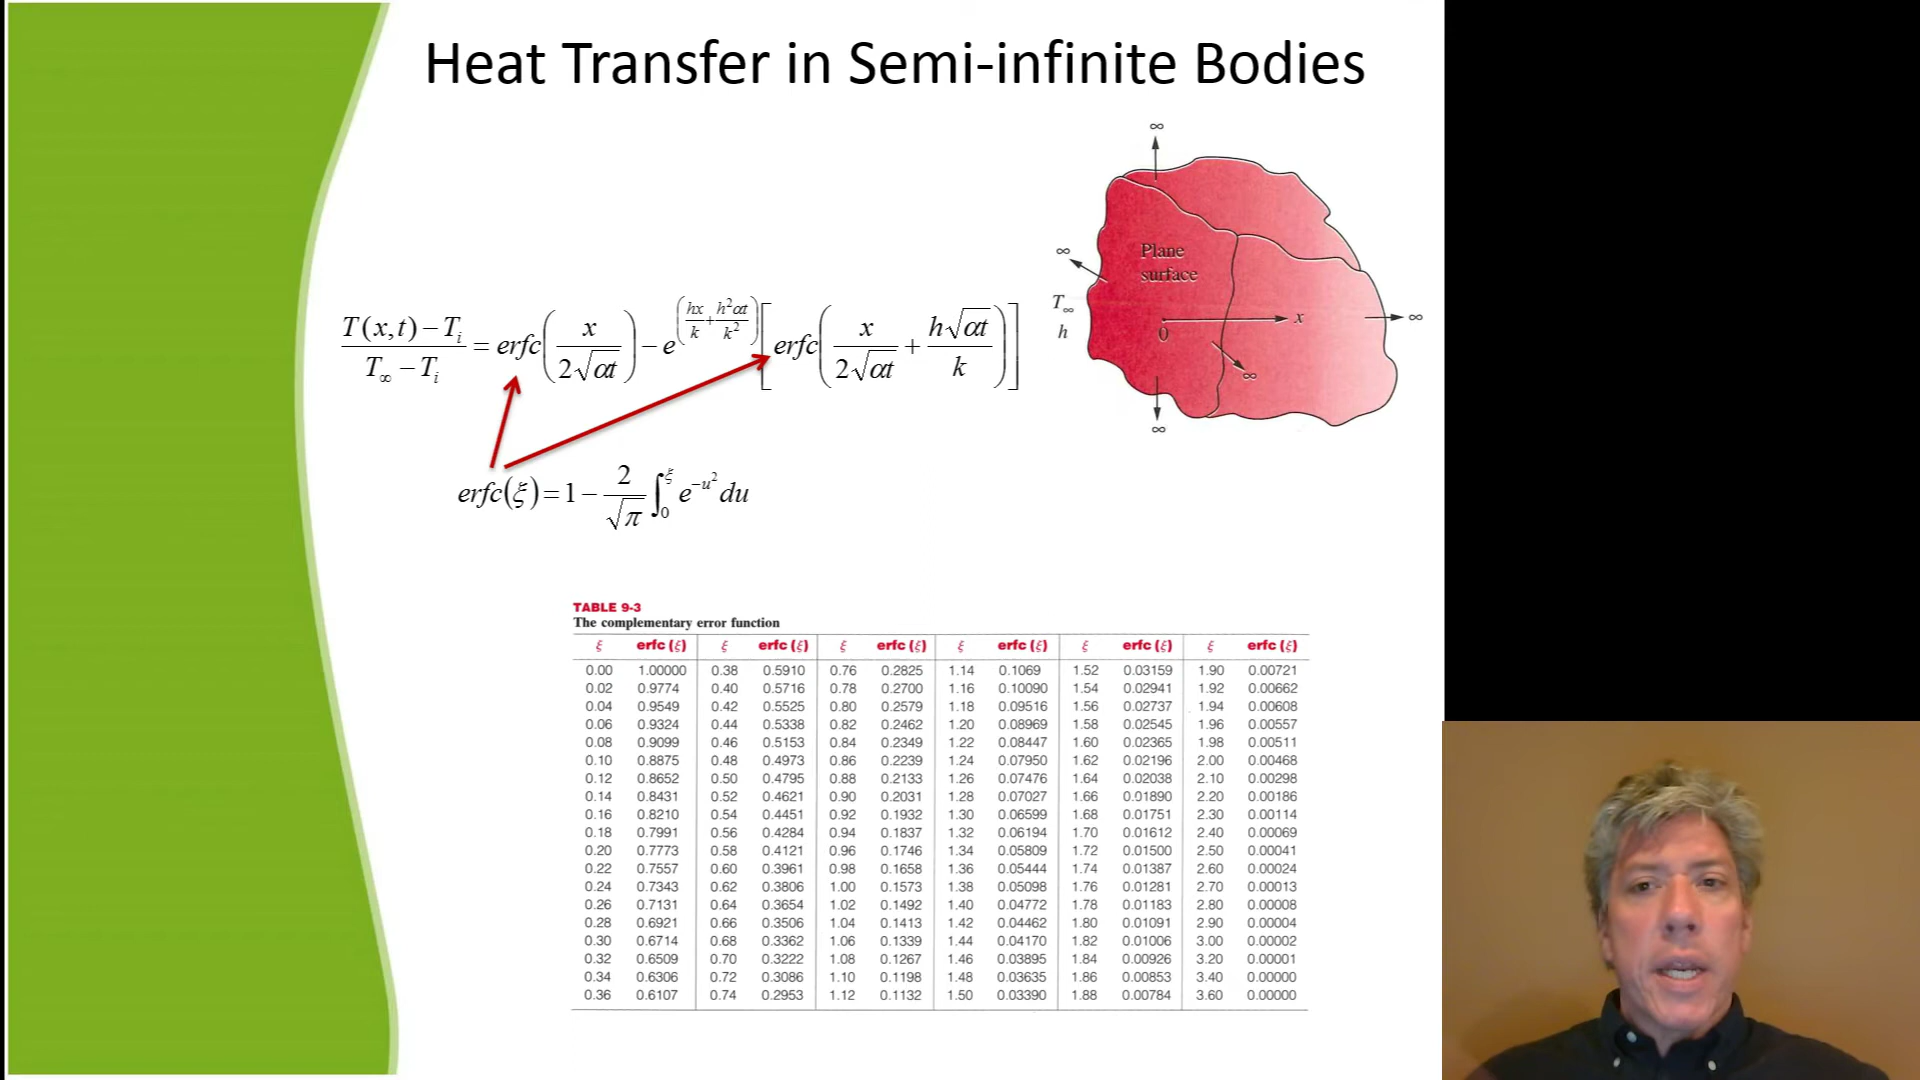 Heat Transfer in Semi-infinite Bodies
∞
∞
Plane
surface
T∞
h
0
x
∞
∞
∞
(T(x,t) − Tᵢ)/(T∞ − Tᵢ) = erfc(x/(2√αt)) − e^(hx/k + h²αt/k²) [erfc(x/(2√αt) + h√αt/k)]
erfc(ξ) = 1 − 2/√π ∫₀^ξ e^(−u²) du
TABLE 9-3
The complementary error function
ξ erfc (ξ) ξ erfc (ξ) ξ erfc (ξ) ξ erfc (ξ) ξ erfc (ξ) ξ erfc (ξ)
0.00 1.00000 0.38 0.5910 0.76 0.2825 1.14 0.1069 1.52 0.03159 1.90 0.00721
0.02 0.9774 0.40 0.5716 0.78 0.2700 1.16 0.10090 1.54 0.02941 1.92 0.00662
0.04 0.9549 0.42 0.5525 0.80 0.2579 1.18 0.09516 1.56 0.02737 1.94 0.00608
0.06 0.9324 0.44 0.5338 0.82 0.2462 1.20 0.08969 1.58 0.02545 1.96 0.00557
0.08 0.9099 0.46 0.5153 0.84 0.2349 1.22 0.08447 1.60 0.02365 1.98 0.00511
0.10 0.8875 0.48 0.4973 0.86 0.2239 1.24 0.07950 1.62 0.02196 2.00 0.00468
0.12 0.8652 0.50 0.4795 0.88 0.2133 1.26 0.07476 1.64 0.02038 2.10 0.00298
0.14 0.8431 0.52 0.4621 0.90 0.2031 1.28 0.07027 1.66 0.01890 2.20 0.00186
0.16 0.8210 0.54 0.4451 0.92 0.1932 1.30 0.06599 1.68 0.01751 2.30 0.00114
0.18 0.7991 0.56 0.4284 0.94 0.1837 1.32 0.06194 1.70 0.01612 2.40 0.00069
0.20 0.7773 0.58 0.4121 0.96 0.1746 1.34 0.05809 1.72 0.01500 2.50 0.00041
0.22 0.7557 0.60 0.3961 0.98 0.1658 1.36 0.05444 1.74 0.01387 2.60 0.00024
0.24 0.7343 0.62 0.3806 1.00 0.1573 1.38 0.05098 1.76 0.01281 2.70 0.00013
0.26 0.7131 0.64 0.3654 1.02 0.1492 1.40 0.04772 1.78 0.01183 2.80 0.00008
0.28 0.6921 0.66 0.3506 1.04 0.1413 1.42 0.04462 1.80 0.01091 2.90 0.00004
0.30 0.6714 0.68 0.3362 1.06 0.1339 1.44 0.04170 1.82 0.01006 3.00 0.00002
0.32 0.6509 0.70 0.3222 1.08 0.1267 1.46 0.03895 1.84 0.00926 3.20 0.00001
0.34 0.6306 0.72 0.3086 1.10 0.1198 1.48 0.03635 1.86 0.00853 3.40 0.00000
0.36 0.6107 0.74 0.2953 1.12 0.1132 1.50 0.03390 1.88 0.00784 3.60 0.00000